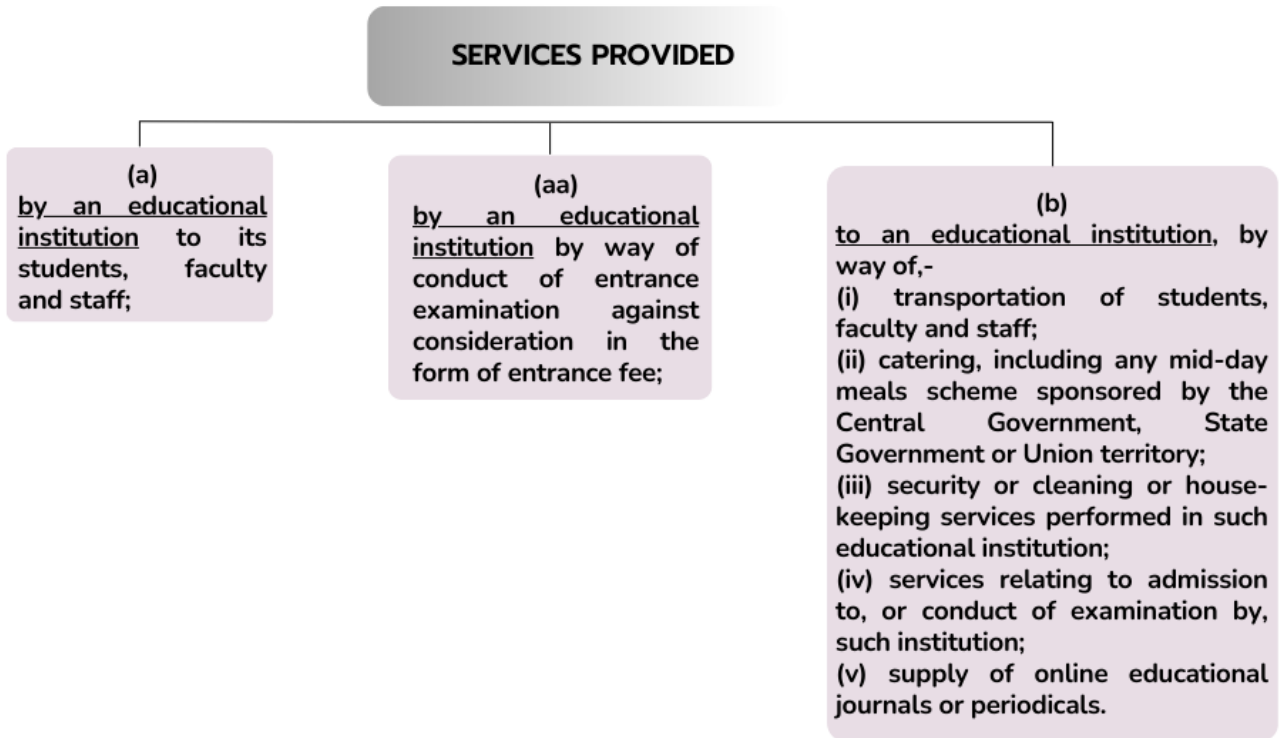 SERVICES PROVIDED
(a)
by an educational
institution to its
students, faculty
and staff;
(aa)
by an educational
institution by way of
conduct of entrance
examination against
consideration in the
form of entrance fee;
(b)
to an educational institution, by
way of,-
(i) transportation of students,
faculty and staff;
(ii) catering, including any mid-day
meals scheme sponsored by the
Central Government, State
Government or Union territory;
(iii) security or cleaning or house-
keeping services performed in such
educational institution;
(iv) services relating to admission
to, or conduct of examination by,
such institution;
(v) supply of online educational
journals or periodicals.